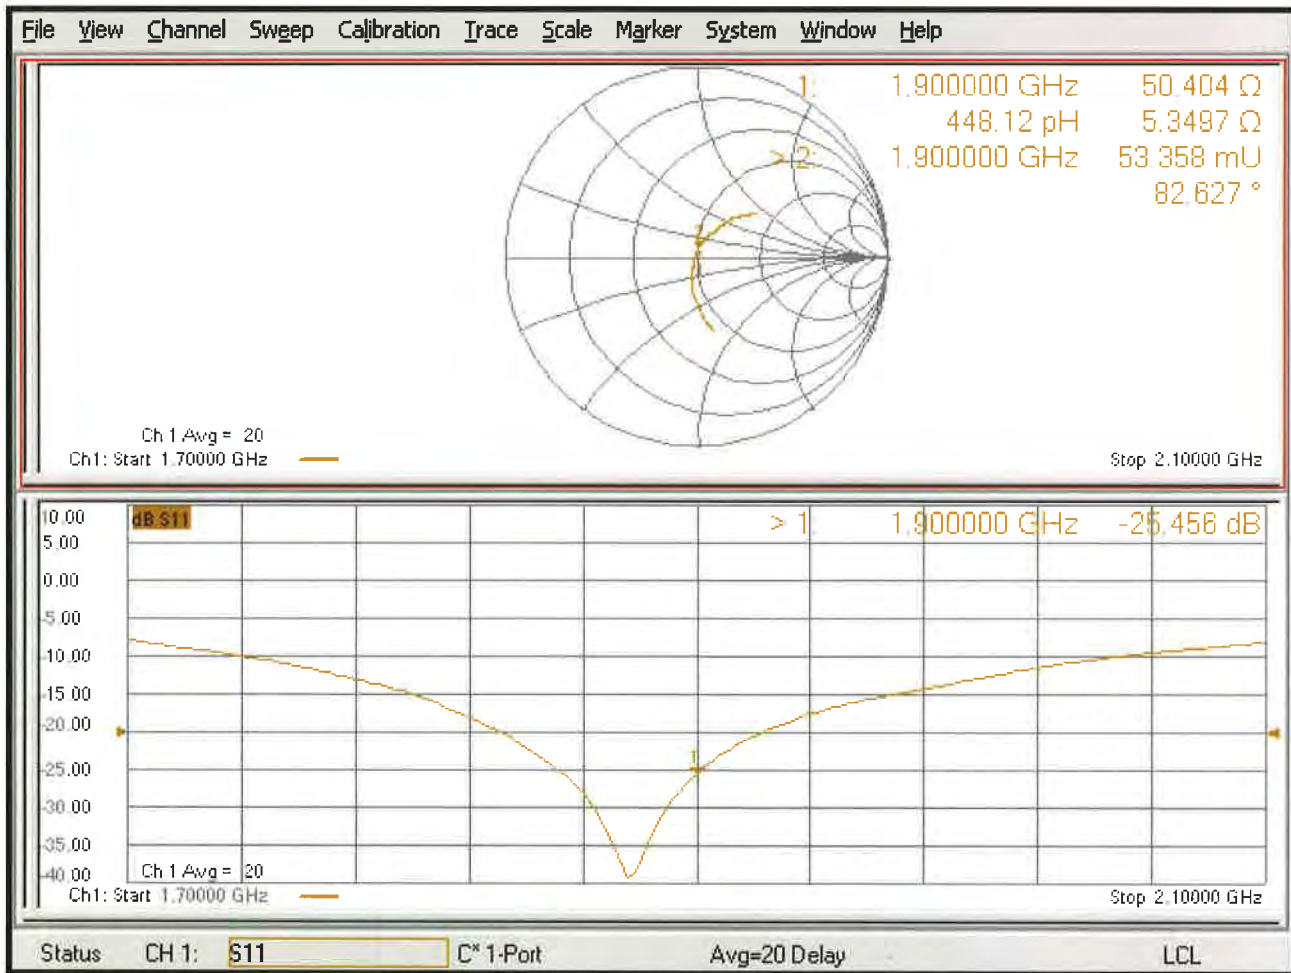 File View Channel Sweep Calibration Trace Scale Marker System Window Help
1: 1.900000 GHz 50.404 Ω
448.12 pH 5.3497 Ω
> 2: 1.900000 GHz 53.358 mU
82.627 °
2
Ch 1 Avg = 20
Ch1: Start 1.70000 GHz
Stop 2.10000 GHz
10.00
dB S11
> 1: 1.900000 GHz -25.456 dB
5.00
0.00
-5.00
-10.00
-15.00
-20.00
-25.00
1
-30.00
-35.00
-40.00
Ch 1 Avg = 20
Ch1: Start 1.70000 GHz
Stop 2.10000 GHz
Status CH 1: S11 C* 1-Port Avg=20 Delay LCL